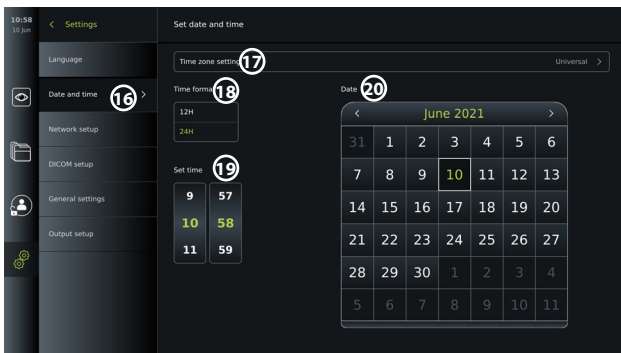 10:58
10 Jun
Settings
Set date and time
Language
Time zone setting 17
Universal
Date and time 16
Time forma 18
12H
24H
Date 20
June 2021
31 1 2 3 4 5 6
7 8 9 10 11 12 13
14 15 16 17 18 19 20
21 22 23 24 25 26 27
28 29 30 1 2 3 4
5 6 7 8 9 10 11
Network setup
DICOM setup
Set time 19
9 57
10 58
11 59
General settings
Output setup